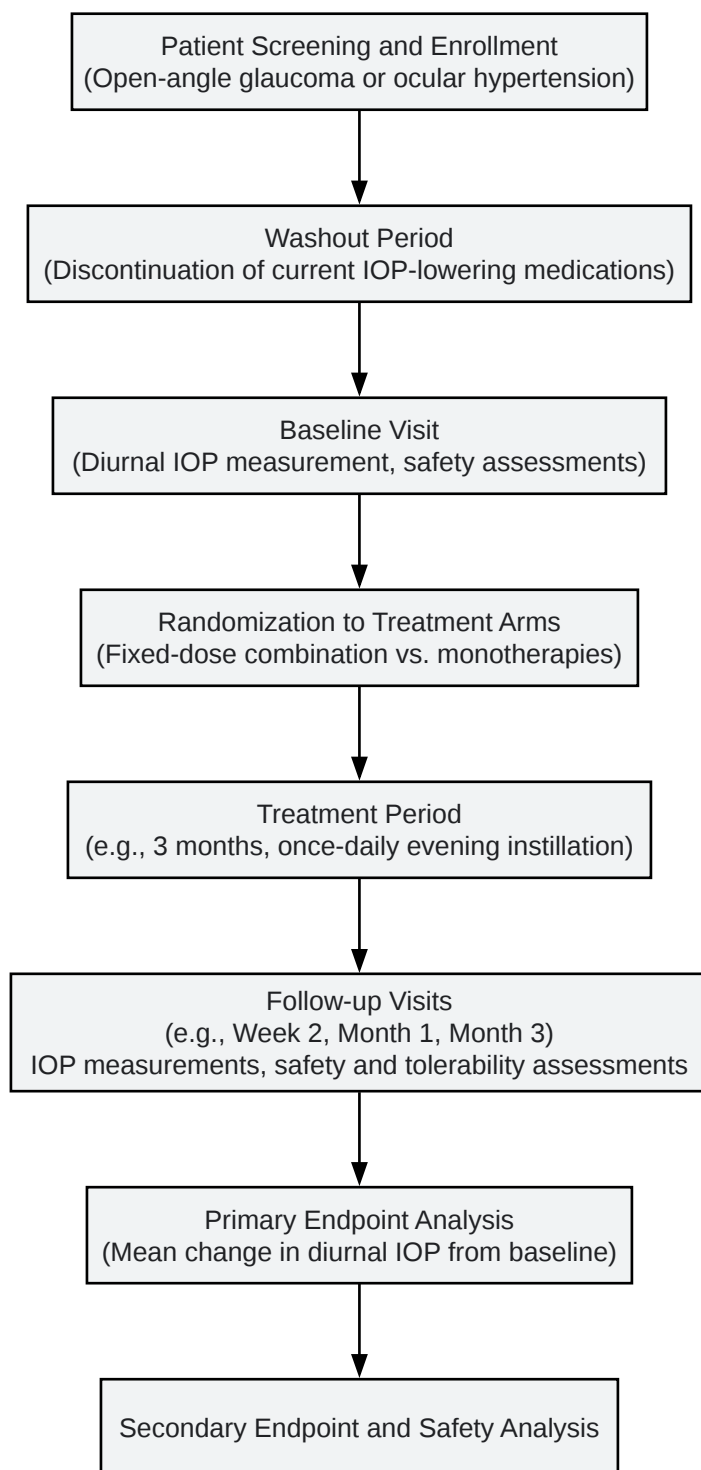 Patient Screening and Enrollment
(Open-angle glaucoma or ocular hypertension)
Washout Period
(Discontinuation of current IOP-lowering medications)
Baseline Visit
(Diurnal IOP measurement, safety assessments)
Randomization to Treatment Arms
(Fixed-dose combination vs. monotherapies)
Treatment Period
(e.g., 3 months, once-daily evening instillation)
Follow-up Visits
(e.g., Week 2, Month 1, Month 3)
IOP measurements, safety and tolerability assessments
Primary Endpoint Analysis
(Mean change in diurnal IOP from baseline)
Secondary Endpoint and Safety Analysis